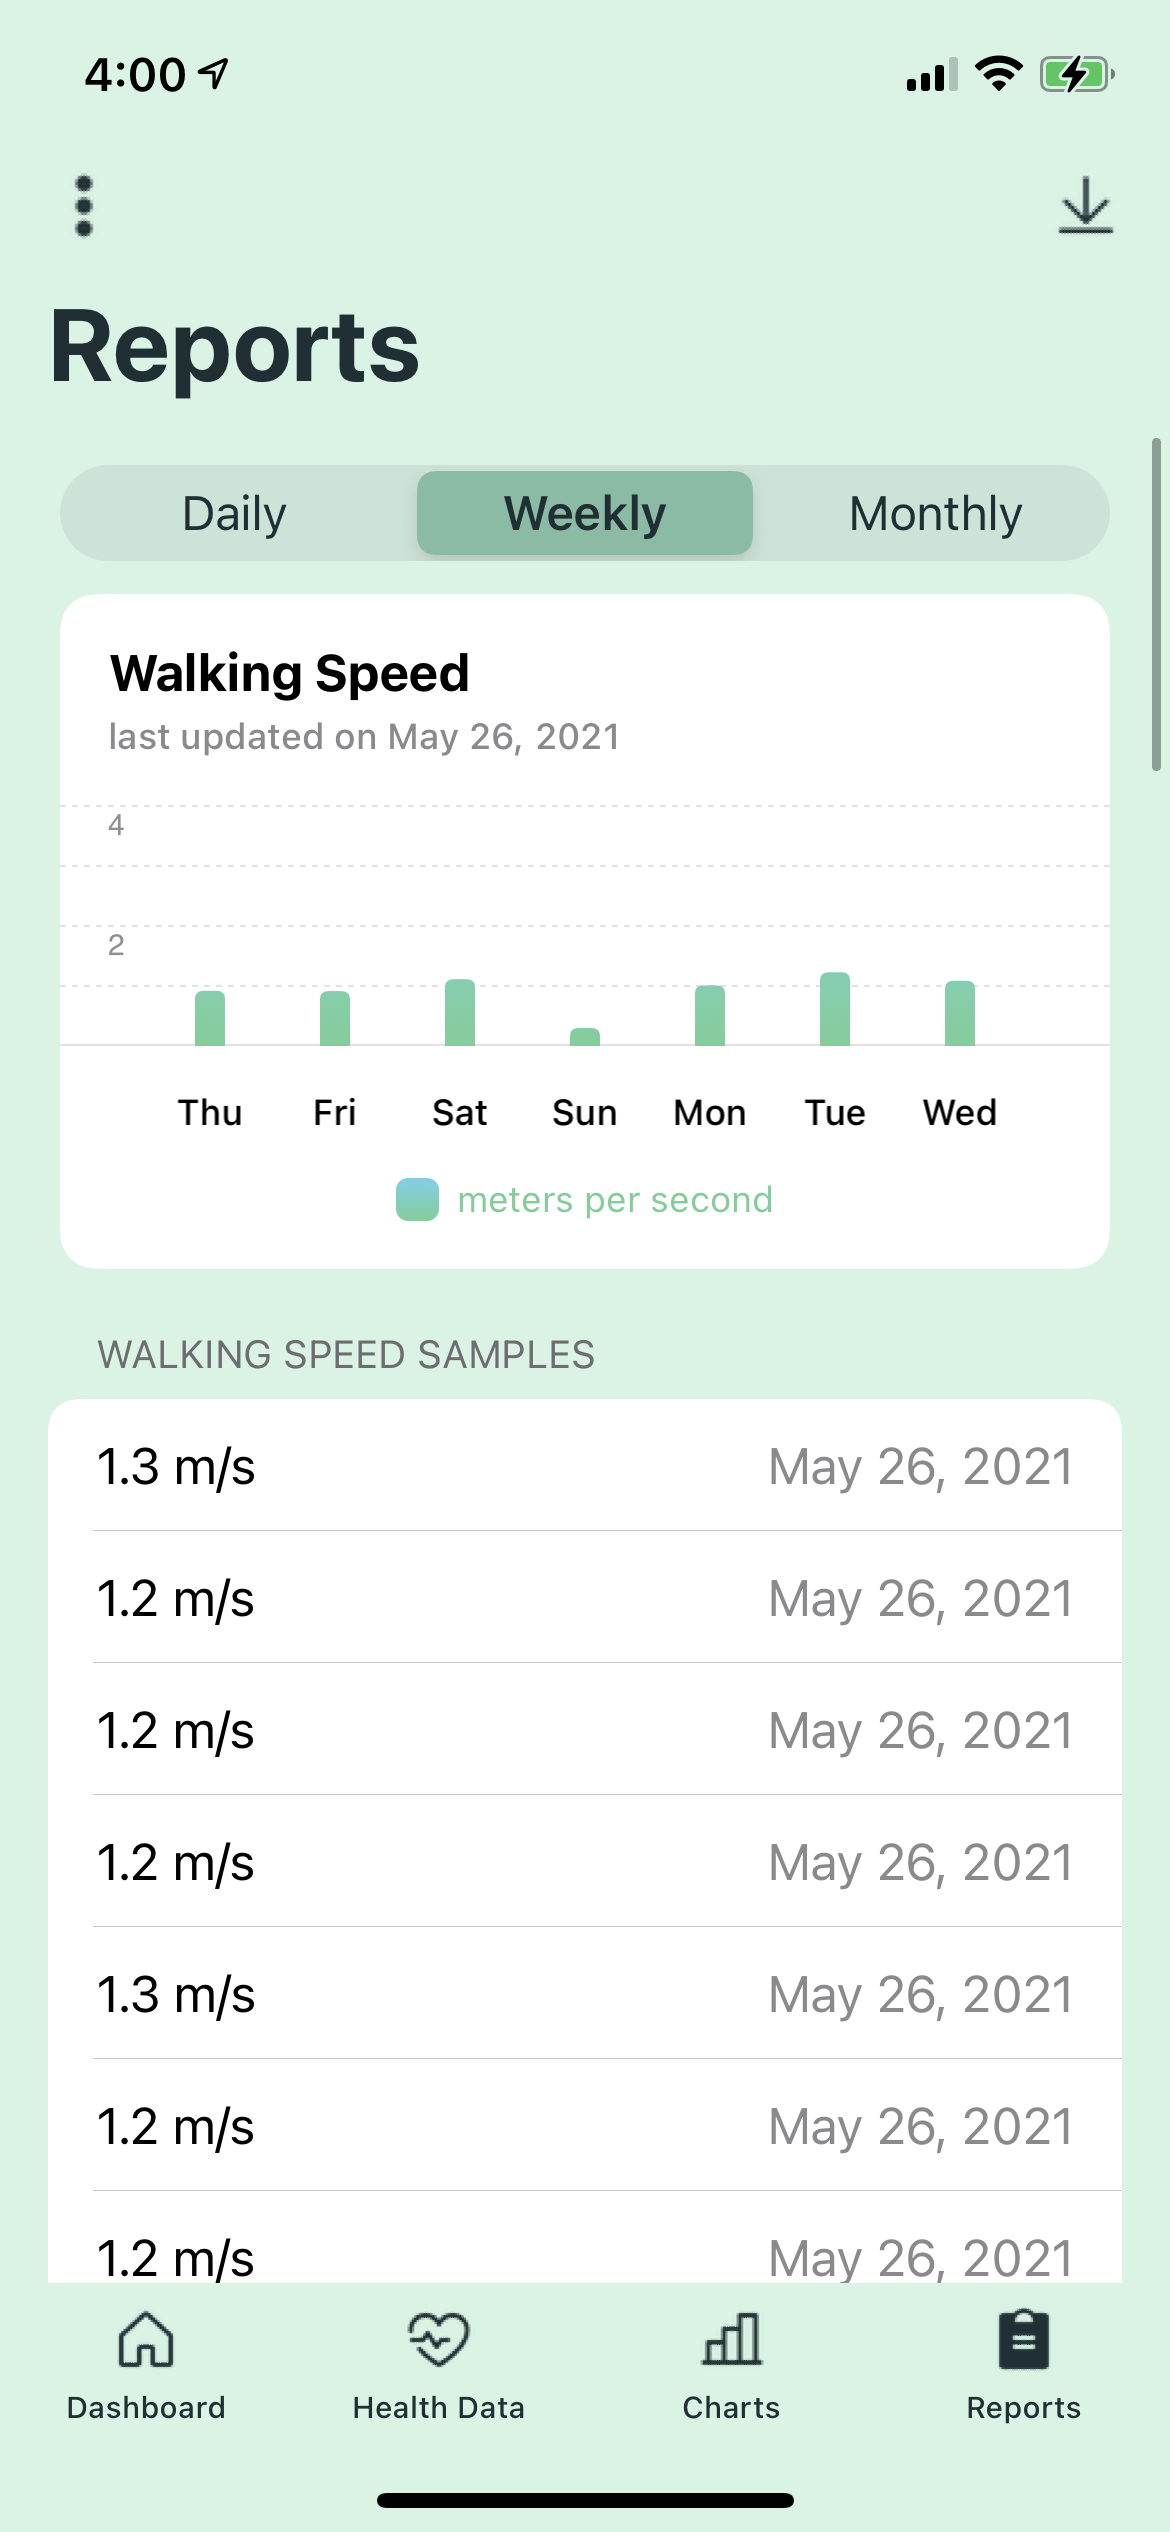 4:00
Reports
Daily Weekly Monthly
Walking Speed
last updated on May 26, 2021
4
2
Thu Fri Sat Sun Mon Tue Wed
meters per second
WALKING SPEED SAMPLES
1.3 m/s May 26, 2021
1.2 m/s May 26, 2021
1.2 m/s May 26, 2021
1.2 m/s May 26, 2021
1.3 m/s May 26, 2021
1.2 m/s May 26, 2021
1.2 m/s May 26, 2021
Dashboard Health Data Charts Reports